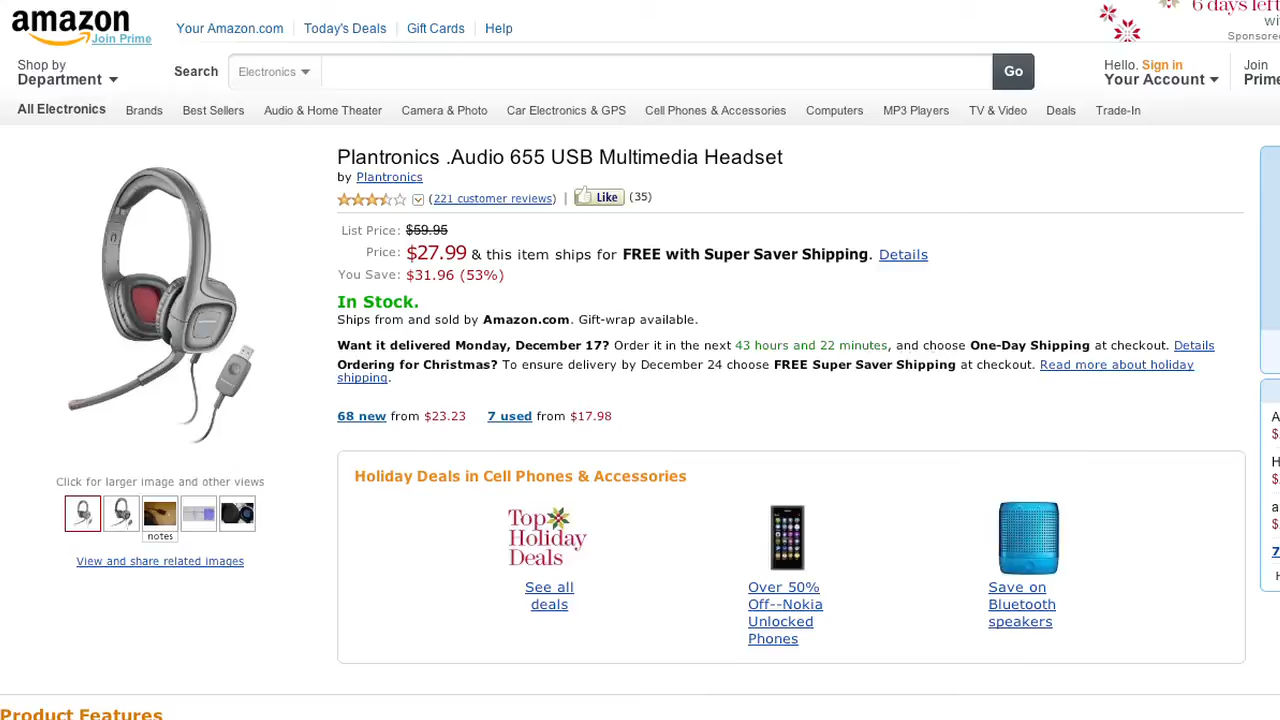 amazon
Join Prime
Your Amazon.com
Today's Deals
Gift Cards
Help
6 days left
Sponsored
Shop by
Department
Search
Electronics
Go
Hello. Sign in
Your Account
Join
Prime
All Electronics
Brands
Best Sellers
Audio & Home Theater
Camera & Photo
Car Electronics & GPS
Cell Phones & Accessories
Computers
MP3 Players
TV & Video
Deals
Trade-In
Plantronics .Audio 655 USB Multimedia Headset
by Plantronics
(221 customer reviews) | Like (35)
List Price: $59.95
Price: $27.99 & this item ships for FREE with Super Saver Shipping. Details
You Save: $31.96 (53%)
In Stock.
Ships from and sold by Amazon.com. Gift-wrap available.
Want it delivered Monday, December 17? Order it in the next 43 hours and 22 minutes, and choose One-Day Shipping at checkout. Details
Ordering for Christmas? To ensure delivery by December 24 choose FREE Super Saver Shipping at checkout. Read more about holiday
shipping.
68 new from $23.23 7 used from $17.98
Click for larger image and other views
notes
View and share related images
Holiday Deals in Cell Phones & Accessories
Top
Holiday
Deals
See all
deals
Over 50%
Off--Nokia
Unlocked
Phones
Save on
Bluetooth
speakers
Product Features